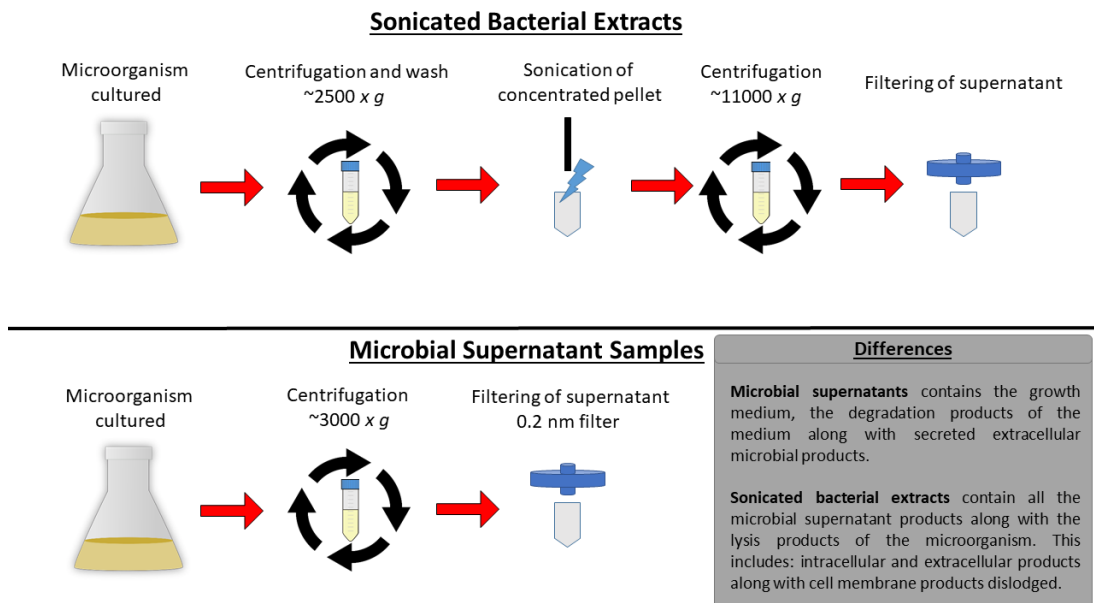 Sonicated Bacterial Extracts
Microorganism
cultured
Centrifugation and wash
~2500 x g
Sonication of
concentrated pellet
Centrifugation
~11000 x g
Filtering of supernatant
Microbial Supernatant Samples
Microorganism
cultured
Centrifugation
~3000 x g
Filtering of supernatant
0.2 nm filter
Differences
Microbial supernatants contains the growth
medium, the degradation products of the
medium along with secreted extracellular
microbial products.
Sonicated bacterial extracts contain all the
microbial supernatant products along with the
lysis products of the microorganism. This
includes: intracellular and extracellular products
along with cell membrane products dislodged.